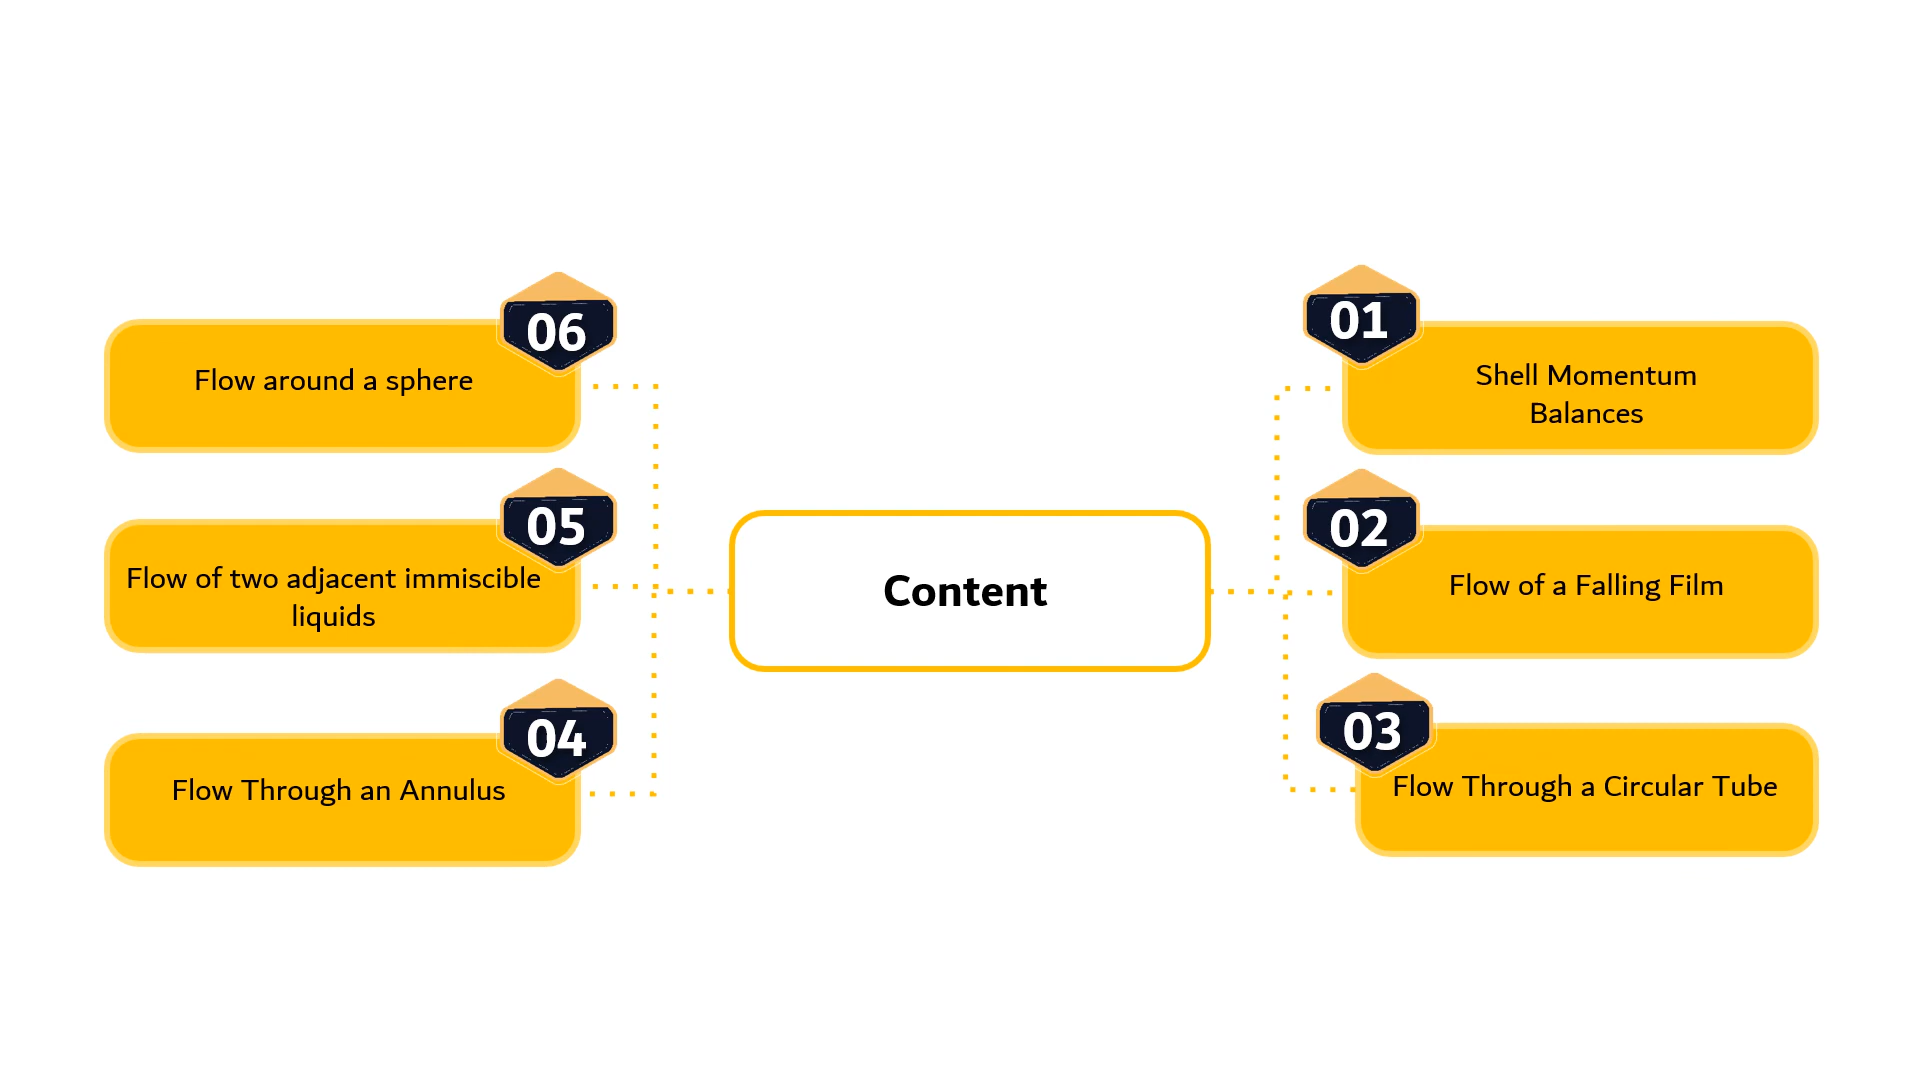 Content
01
Shell Momentum
Balances
02
Flow of a Falling Film
03
Flow Through a Circular Tube
04
Flow Through an Annulus
05
Flow of two adjacent immiscible
liquids
06
Flow around a sphere